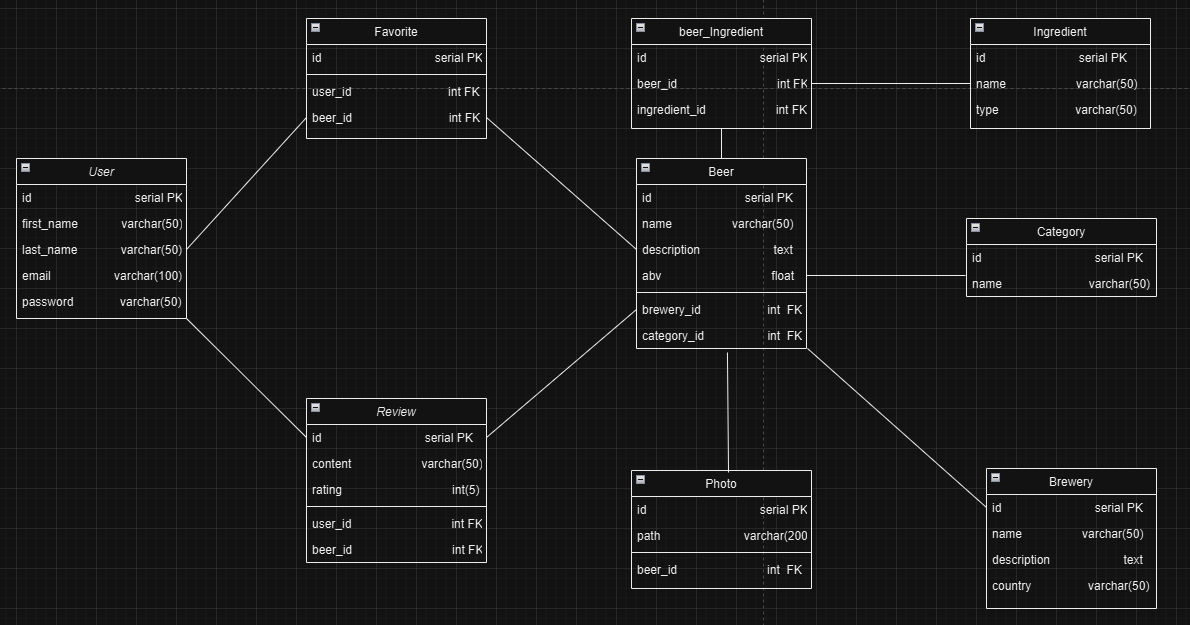 Favorite
id serial PK
user_id int FK
beer_id int FK
beer_Ingredient
id serial PK
beer_id int FK
ingredient_id int FK
Ingredient
id serial PK
name varchar(50)
type varchar(50)
User
id serial PK
first_name varchar(50)
last_name varchar(50)
email varchar(100)
password varchar(50)
Beer
id serial PK
name varchar(50)
description text
abv float
brewery_id int FK
category_id int FK
Category
id serial PK
name varchar(50)
Review
id serial PK
content varchar(50)
rating int(5)
user_id int FK
beer_id int FK
Photo
id serial PK
path varchar(200
beer_id int FK
Brewery
id serial PK
name varchar(50)
description text
country varchar(50)